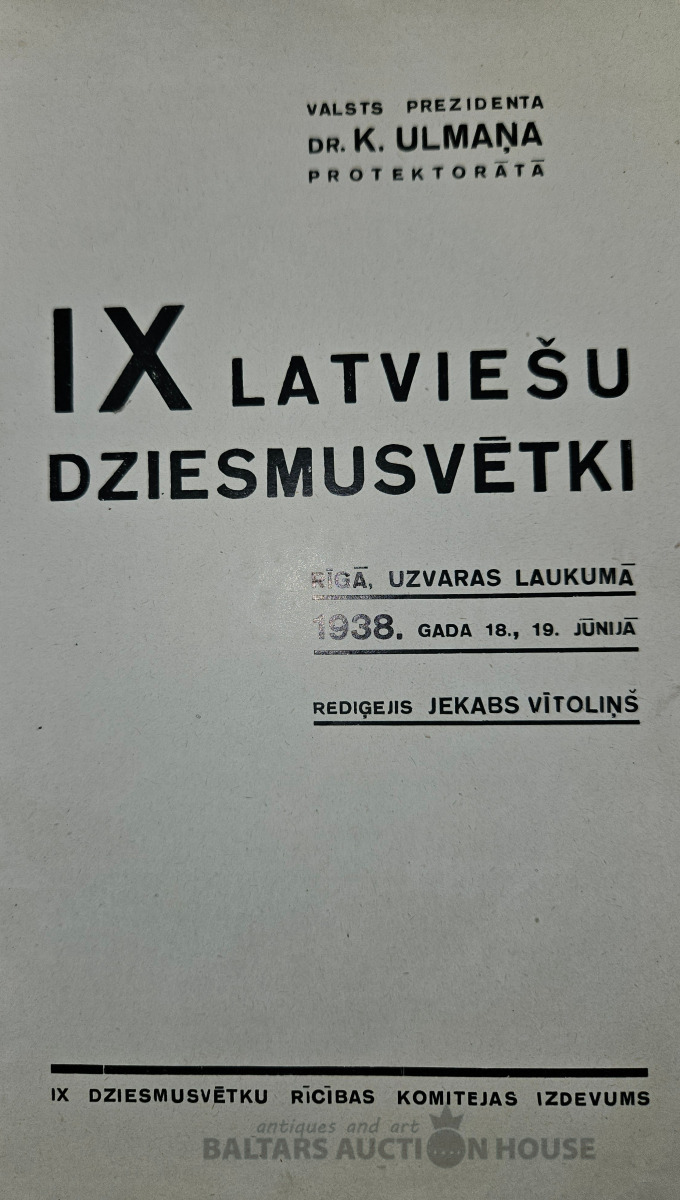 VALSTS PREZIDENTA
DR. K. ULMAŅA
PROTEKTORĀTĀ
IX LATVIEŠU
DZIESMUSVĒTKI
RĪGĀ, UZVARAS LAUKUMĀ
1938. GADA 18., 19. JŪNIJĀ
REDIĢEJIS JEKABS VĪTOLIŅŠ
IX DZIESMUSVĒTKU RĪCĪBAS KOMITEJAS IZDEVUMS
antiques and art
BALTARS AUCTION HOUSE